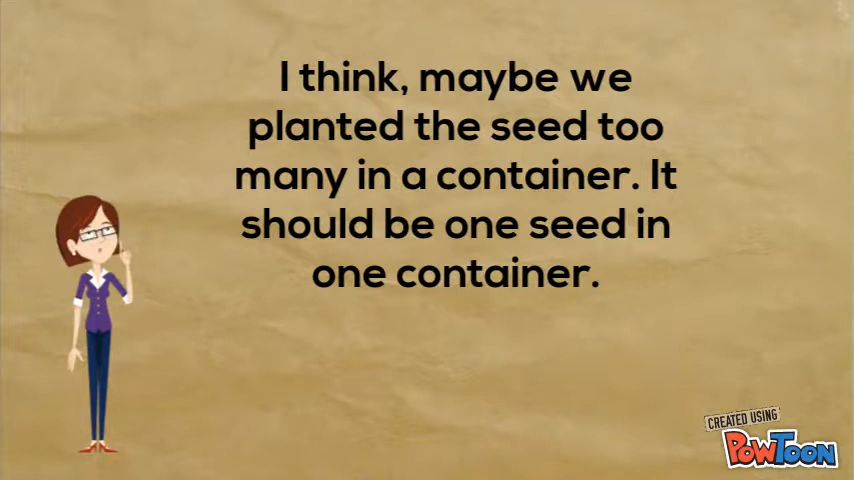 I think, maybe we
planted the seed too
many in a container. It
should be one seed in
one container.
CREATED USING
POWTOON